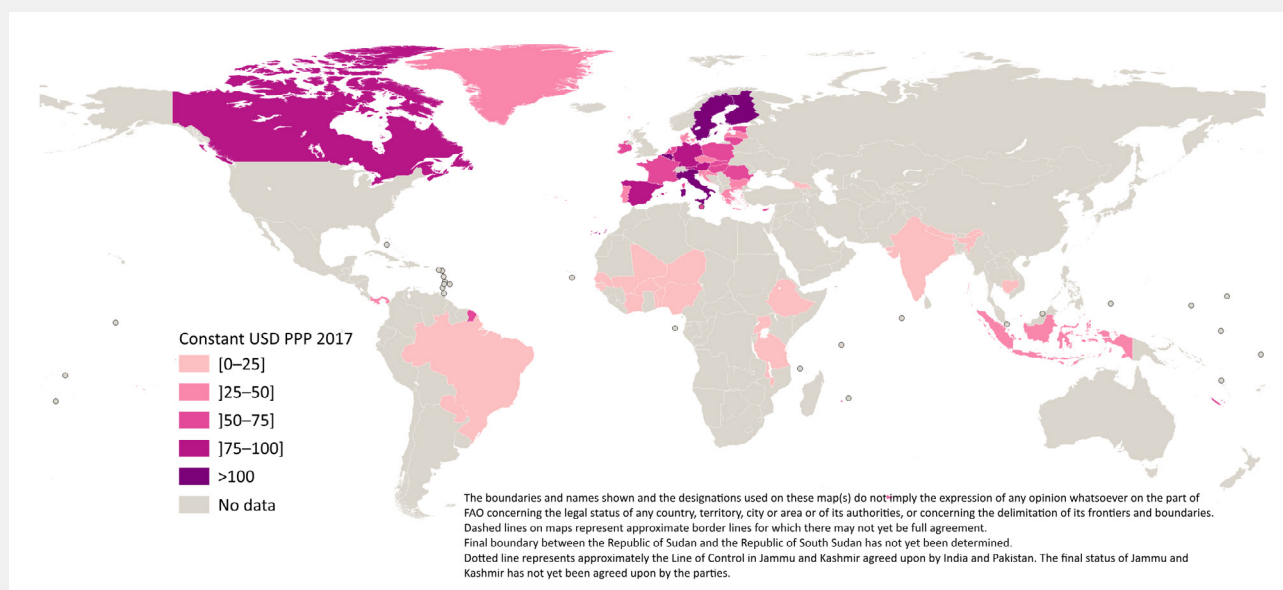 Constant USD PPP 2017
[0–25]
]25–50]
]50–75]
]75–100]
>100
No data
The boundaries and names shown and the designations used on these map(s) do not imply the expression of any opinion whatsoever on the part of
FAO concerning the legal status of any country, territory, city or area or of its authorities, or concerning the delimitation of its frontiers and boundaries.
Dashed lines on maps represent approximate border lines for which there may not yet be full agreement.
Final boundary between the Republic of Sudan and the Republic of South Sudan has not yet been determined.
Dotted line represents approximately the Line of Control in Jammu and Kashmir agreed upon by India and Pakistan. The final status of Jammu and
Kashmir has not yet been agreed upon by the parties.